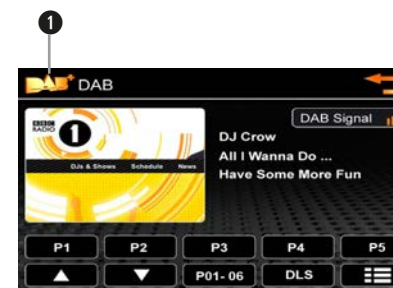 1
DAB+ DAB
DAB Signal
BBC
RADIO
1
DJs & Shows Schedule News
DJ Crow
All I Wanna Do ...
Have Some More Fun
P1 P2 P3 P4 P5
P01-06 DLS